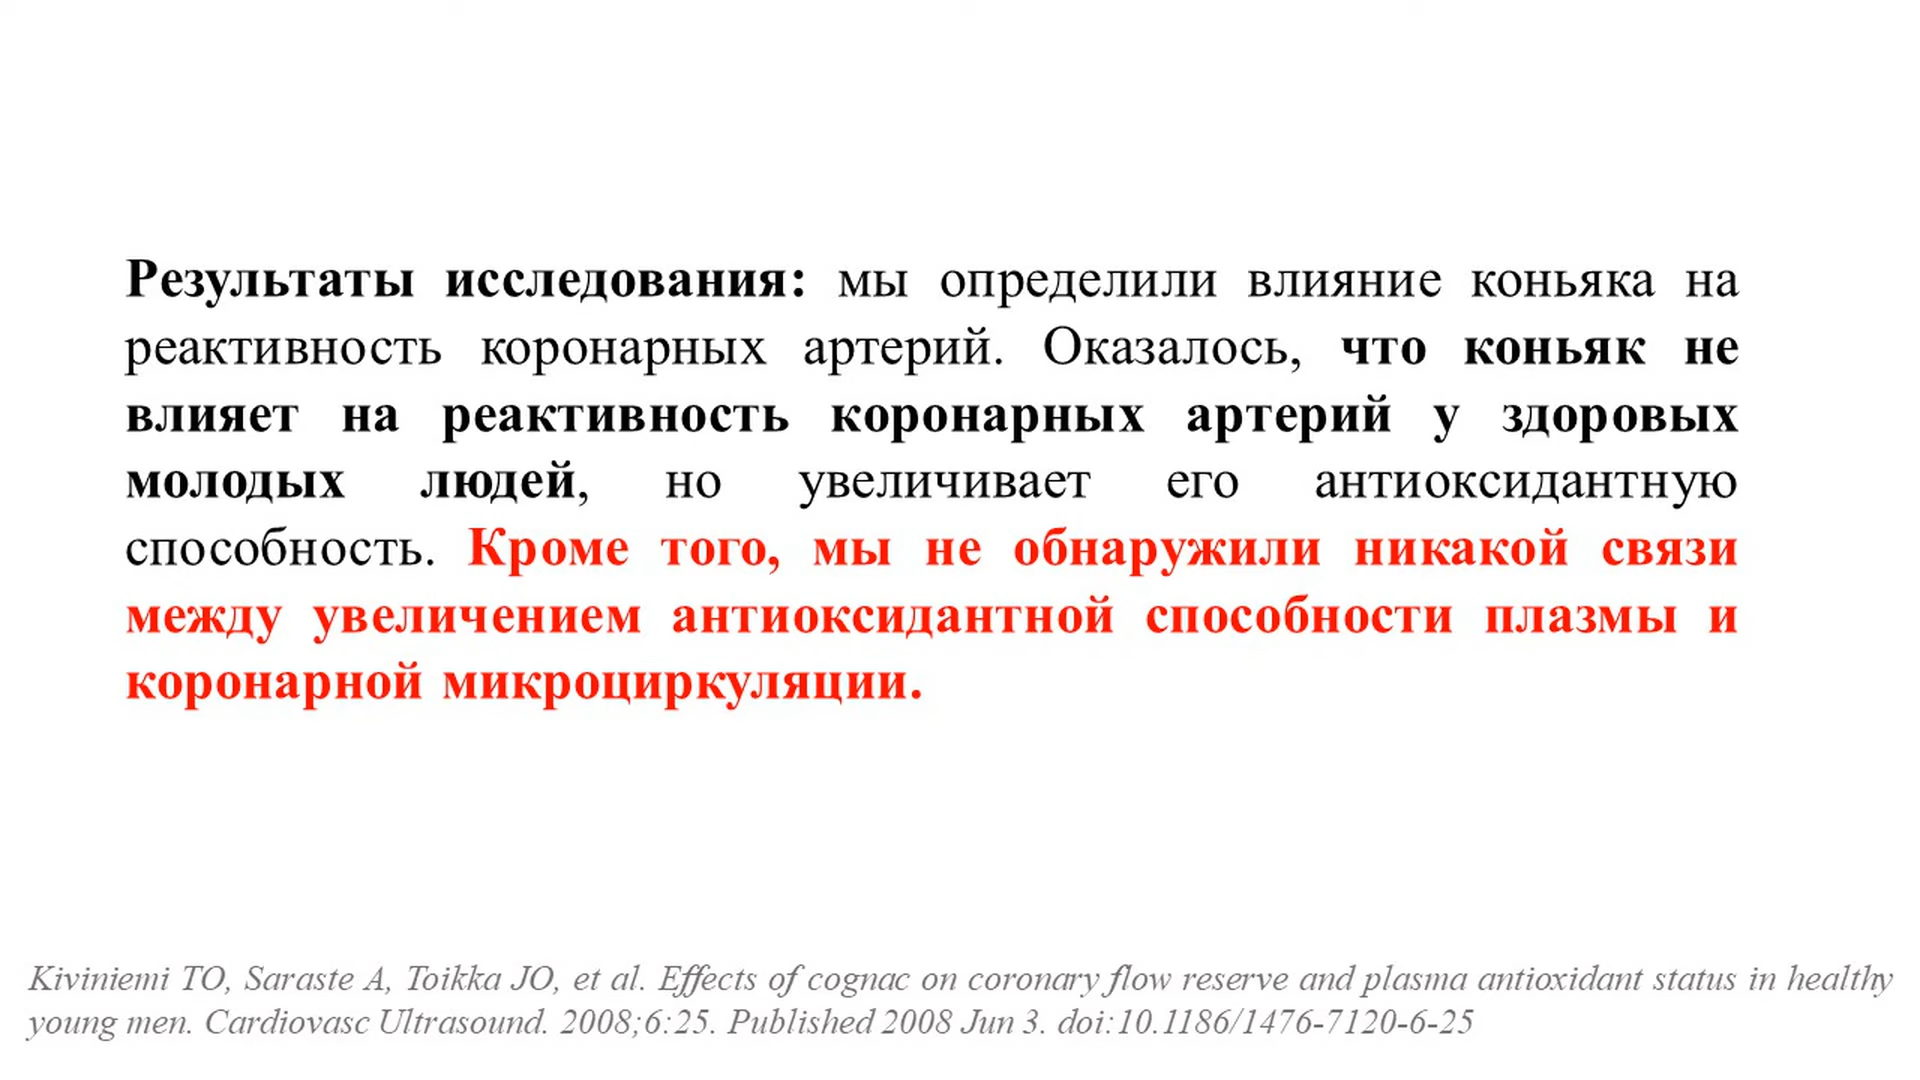 Результаты исследования: мы определили влияние коньяка на
реактивность коронарных артерий. Оказалось, что коньяк не
влияет на реактивность коронарных артерий у здоровых
молодых людей, но увеличивает его антиоксидантную
способность. Кроме того, мы не обнаружили никакой связи
между увеличением антиоксидантной способности плазмы и
коронарной микроциркуляции.
Kiviniemi TO, Saraste A, Toikka JO, et al. Effects of cognac on coronary flow reserve and plasma antioxidant status in healthy
young men. Cardiovasc Ultrasound. 2008;6:25. Published 2008 Jun 3. doi:10.1186/1476-7120-6-25